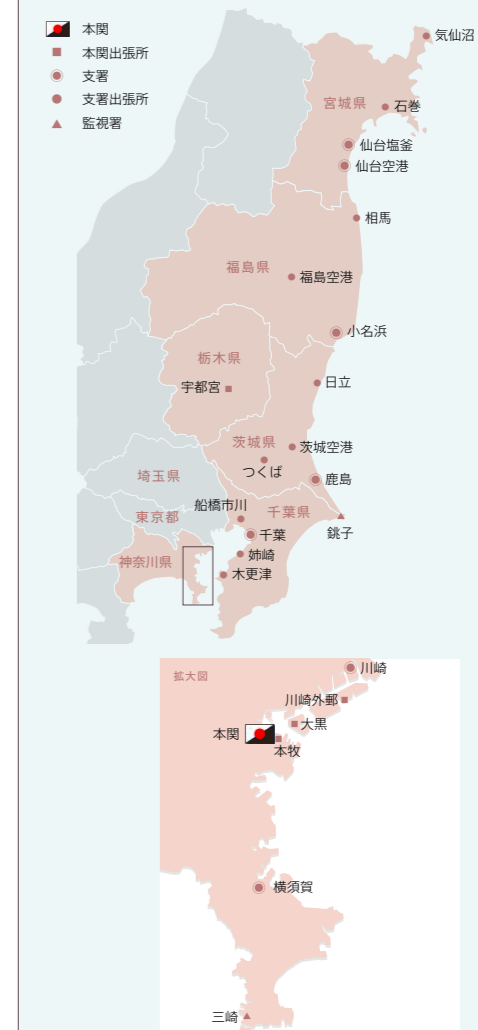 本関
本関出張所
支署
支署出張所
監視署
気仙沼
宮城県
石巻
仙台塩釜
仙台空港
相馬
福島県
福島空港
小名浜
栃木県
日立
宇都宮
茨城県
茨城空港
つくば
埼玉県
鹿島
船橋市川
千葉県
東京都
千葉
銚子
姉崎
神奈川県
木更津
拡大図
川崎
川崎外郵
大黒
本関
本牧
横須賀
三崎